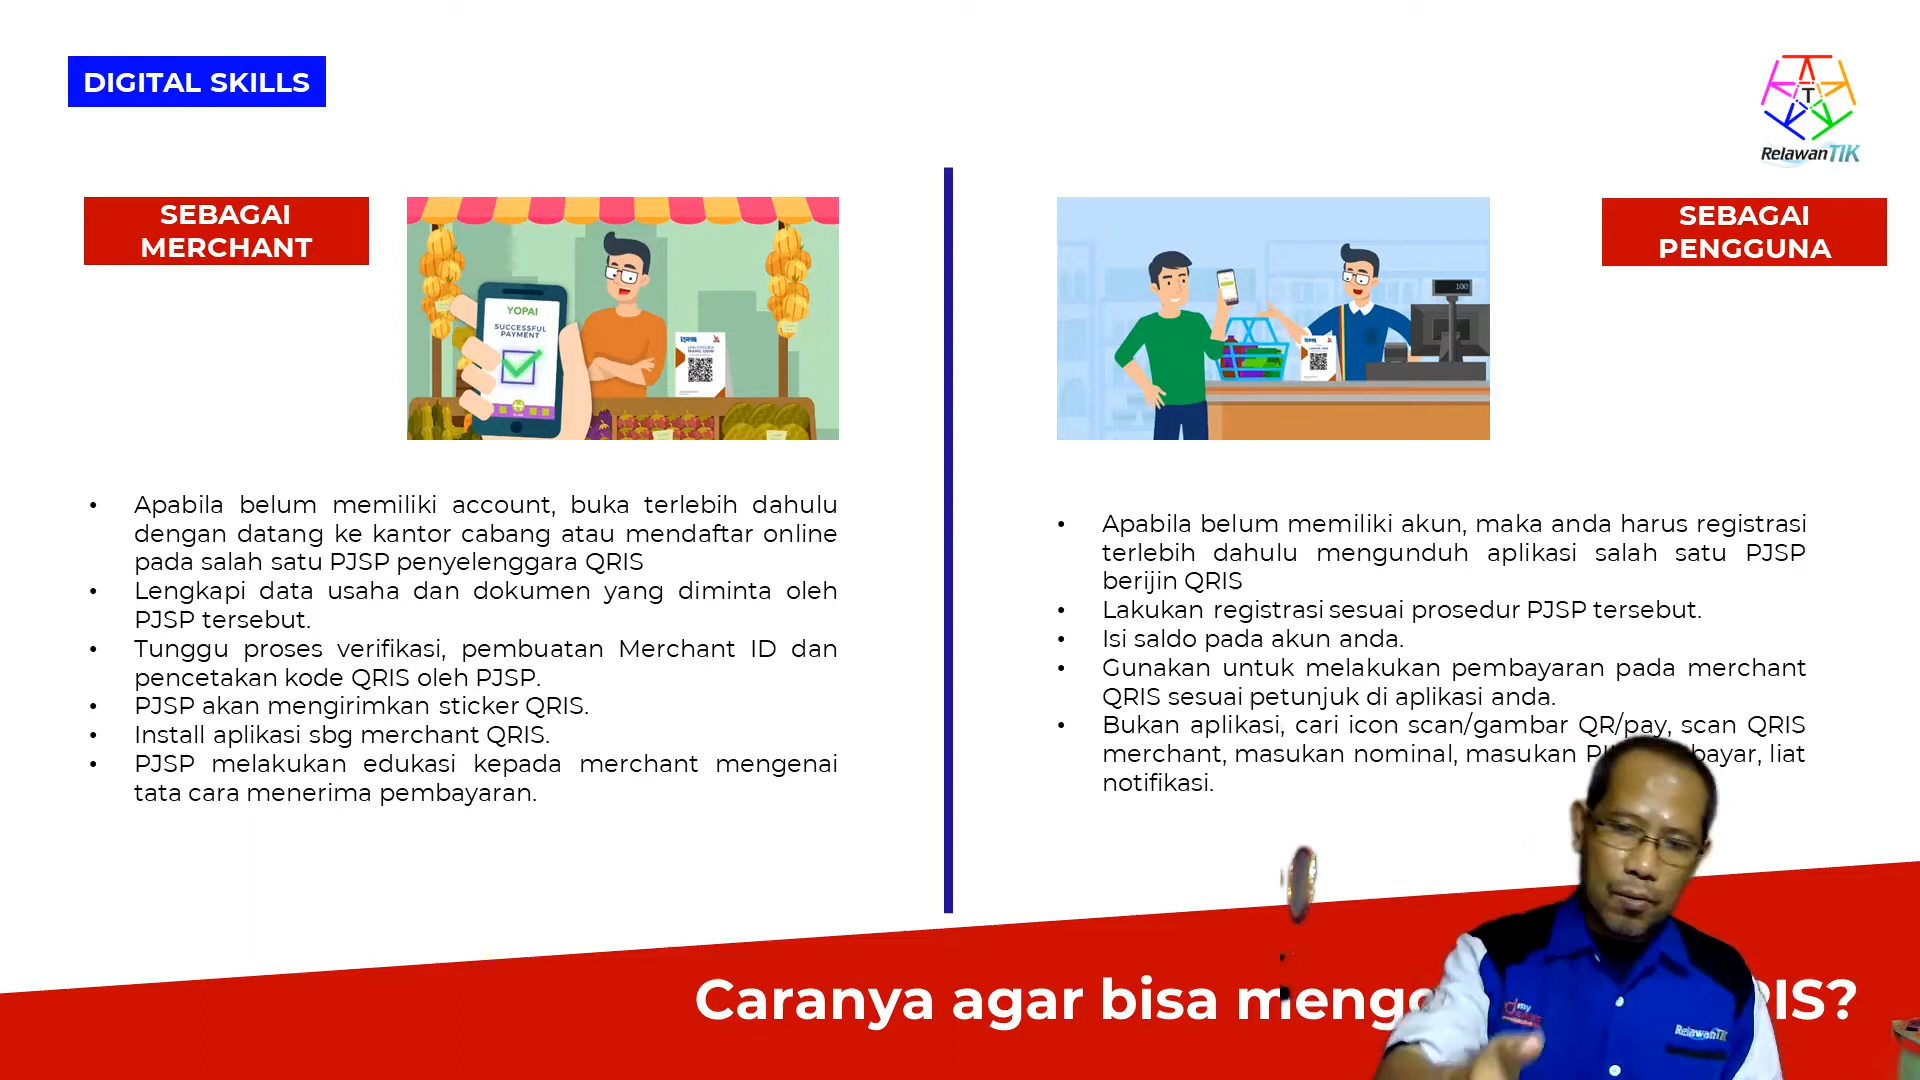 DIGITAL SKILLS
T
RelawanTIK
SEBAGAI
MERCHANT
YOPAI
SUCCESSFUL
PAYMENT
100
SEBAGAI
PENGGUNA
• Apabila belum memiliki account, buka terlebih dahulu
dengan datang ke kantor cabang atau mendaftar online
pada salah satu PJSP penyelenggara QRIS
• Lengkapi data usaha dan dokumen yang diminta oleh
PJSP tersebut.
• Tunggu proses verifikasi, pembuatan Merchant ID dan
pencetakan kode QRIS oleh PJSP.
• PJSP akan mengirimkan sticker QRIS.
• Install aplikasi sbg merchant QRIS.
• PJSP melakukan edukasi kepada merchant mengenai
tata cara menerima pembayaran.
• Apabila belum memiliki akun, maka anda harus registrasi
terlebih dahulu mengunduh aplikasi salah satu PJSP
berijin QRIS
• Lakukan registrasi sesuai prosedur PJSP tersebut.
• Isi saldo pada akun anda.
• Gunakan untuk melakukan pembayaran pada merchant
QRIS sesuai petunjuk di aplikasi anda.
• Bukan aplikasi, cari icon scan/gambar QR/pay, scan QRIS
merchant, masukan nominal, masukan bayar, liat
notifikasi.
Caranya agar bisa
RelawanTIK